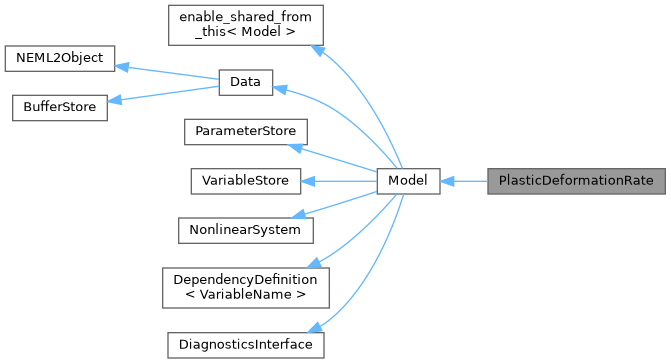 enable_shared_from
_this< Model >
NEML2Object
Data
BufferStore
ParameterStore
VariableStore
Model
PlasticDeformationRate
NonlinearSystem
DependencyDefinition
< VariableName >
DiagnosticsInterface